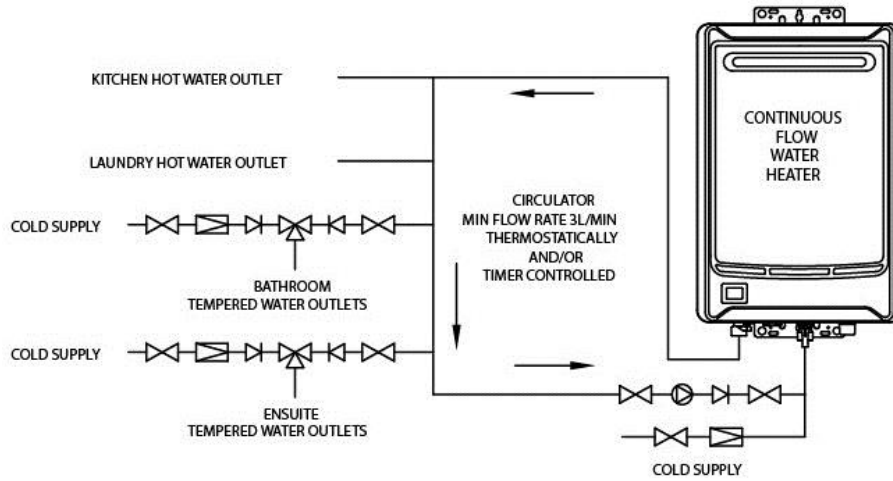 KITCHEN HOT WATER OUTLET
LAUNDRY HOT WATER OUTLET
COLD SUPPLY
BATHROOM
TEMPERED WATER OUTLETS
COLD SUPPLY
ENSUITE
TEMPERED WATER OUTLETS
CIRCULATOR
MIN FLOW RATE 3L/MIN
THERMOSTATICALLY
AND/OR
TIMER CONTROLLED
CONTINUOUS
FLOW
WATER
HEATER
COLD SUPPLY